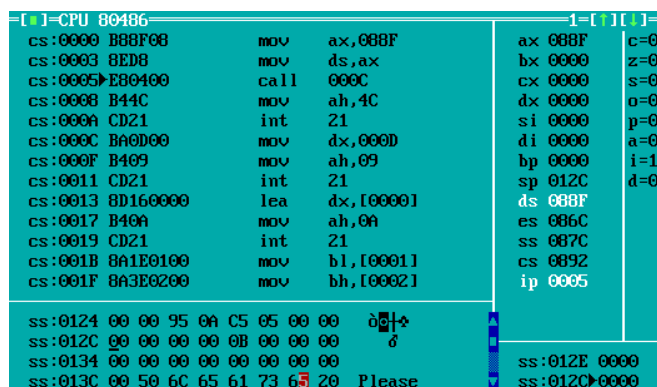 =[■]=CPU 80486=1=[↑][↓]=
cs:0000 B88F08 mov ax,088F ax 088F c=0
cs:0003 8ED8 mov ds,ax bx 0000 z=0
cs:0005►E80400 call 000C cx 0000 s=0
cs:0008 B44C mov ah,4C dx 0000 o=0
cs:000A CD21 int 21 si 0000 p=0
cs:000C BA0D00 mov dx,000D di 0000 a=0
cs:000F B409 mov ah,09 bp 0000 i=1
cs:0011 CD21 int 21 sp 012C d=0
cs:0013 8D160000 lea dx,[0000] ds 088F
cs:0017 B40A mov ah,0A es 086C
cs:0019 CD21 int 21 ss 087C
cs:001B 8A1E0100 mov bl,[0001] cs 0892
cs:001F 8A3E0200 mov bh,[0002] ip 0005
ss:0124 00 00 95 0A C5 05 00 00 ò◙┼♣
ss:012C 00 00 00 00 0B 00 00 00 ♂
ss:0134 00 00 00 00 00 00 00 00 ss:012E 0000
ss:013C 00 50 6C 65 61 73 65 20 Please ss:012C►0000